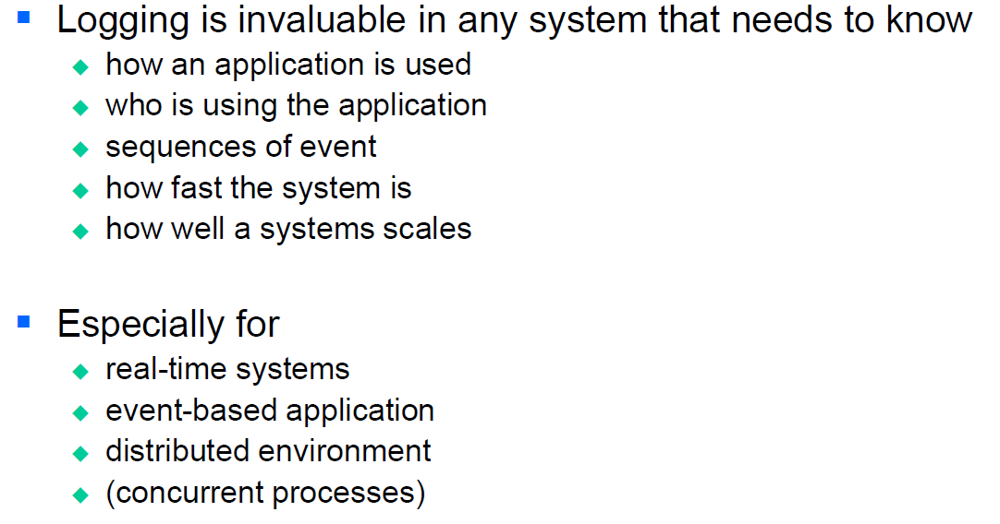 Logging is invaluable in any system that needs to know
how an application is used
who is using the application
sequences of event
how fast the system is
how well a systems scales
Especially for
real-time systems
event-based application
distributed environment
(concurrent processes)